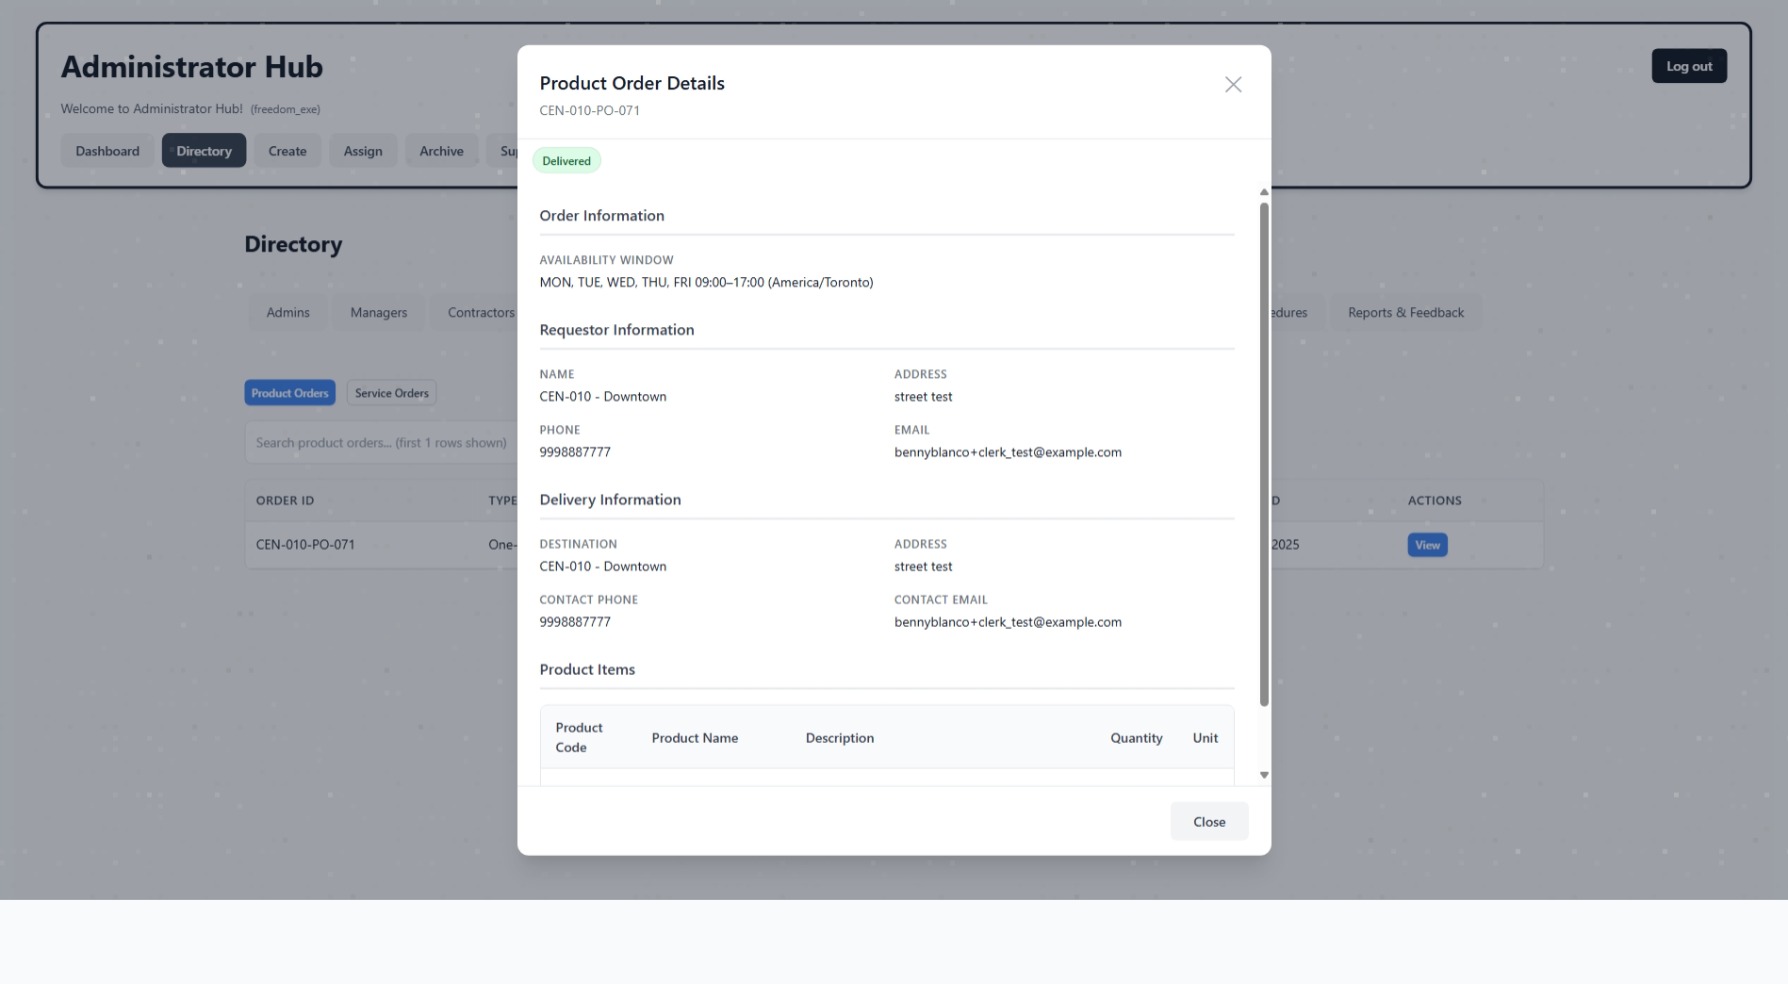 Administrator Hub
Log out
Welcome to Administrator Hub! (freedom_exe)
Dashboard
Directory
Create
Assign
Archive
Directory
Admins
Managers
Contractors
Reports & Feedback
Product Orders
Service Orders
Search product orders... (first 1 rows shown)
ORDER ID
TYPE
ACTIONS
CEN-010-PO-071
2025
View
Product Order Details
CEN-010-PO-071
Delivered
Order Information
AVAILABILITY WINDOW
MON, TUE, WED, THU, FRI 09:00–17:00 (America/Toronto)
Requestor Information
NAME
ADDRESS
CEN-010 - Downtown
street test
PHONE
EMAIL
9998887777
bennyblanco+clerk_test@example.com
Delivery Information
DESTINATION
ADDRESS
CEN-010 - Downtown
street test
CONTACT PHONE
CONTACT EMAIL
9998887777
bennyblanco+clerk_test@example.com
Product Items
Product Code
Product Name
Description
Quantity
Unit
Close